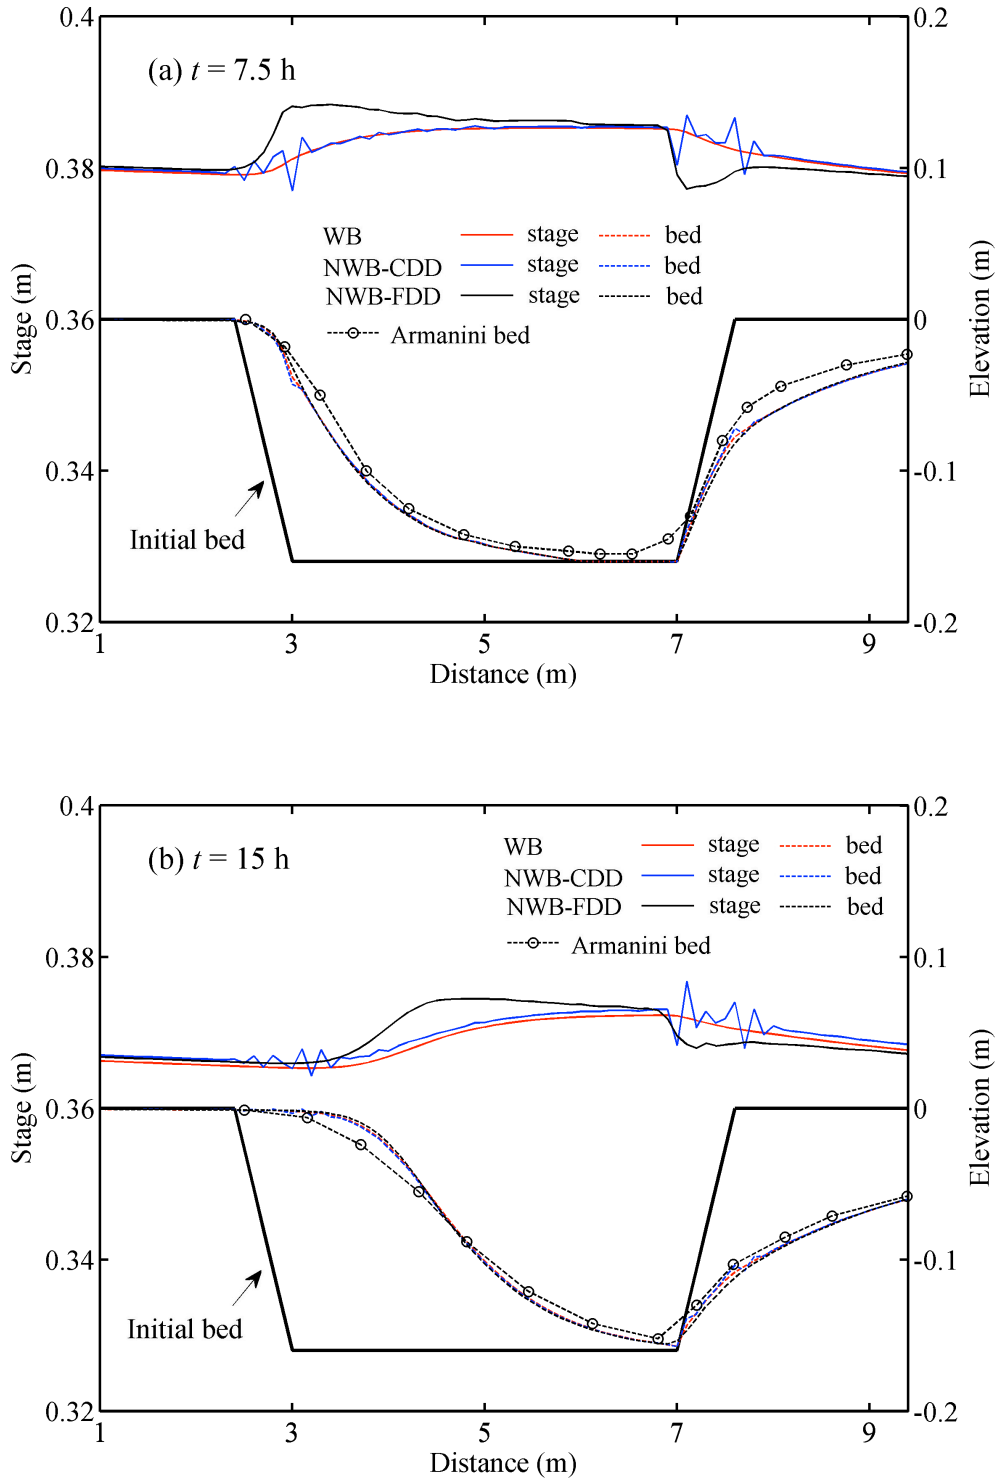 0.4
0.2
(a) t = 7.5 h
0.38
0.1
WB
stage
bed
NWB-CDD
stage
bed
NWB-FDD
stage
bed
0.36
Armanini bed
0
Stage (m)
Elevation (m)
0.34
-0.1
Initial bed
0.32
-0.2
1 3 5 7 9
Distance (m)
0.4
0.2
(b) t = 15 h
WB
stage
bed
NWB-CDD
stage
bed
NWB-FDD
stage
bed
Armanini bed
0.38
0.1
0.36
0
Stage (m)
Elevation (m)
0.34
-0.1
Initial bed
0.32
-0.2
1 3 5 7 9
Distance (m)